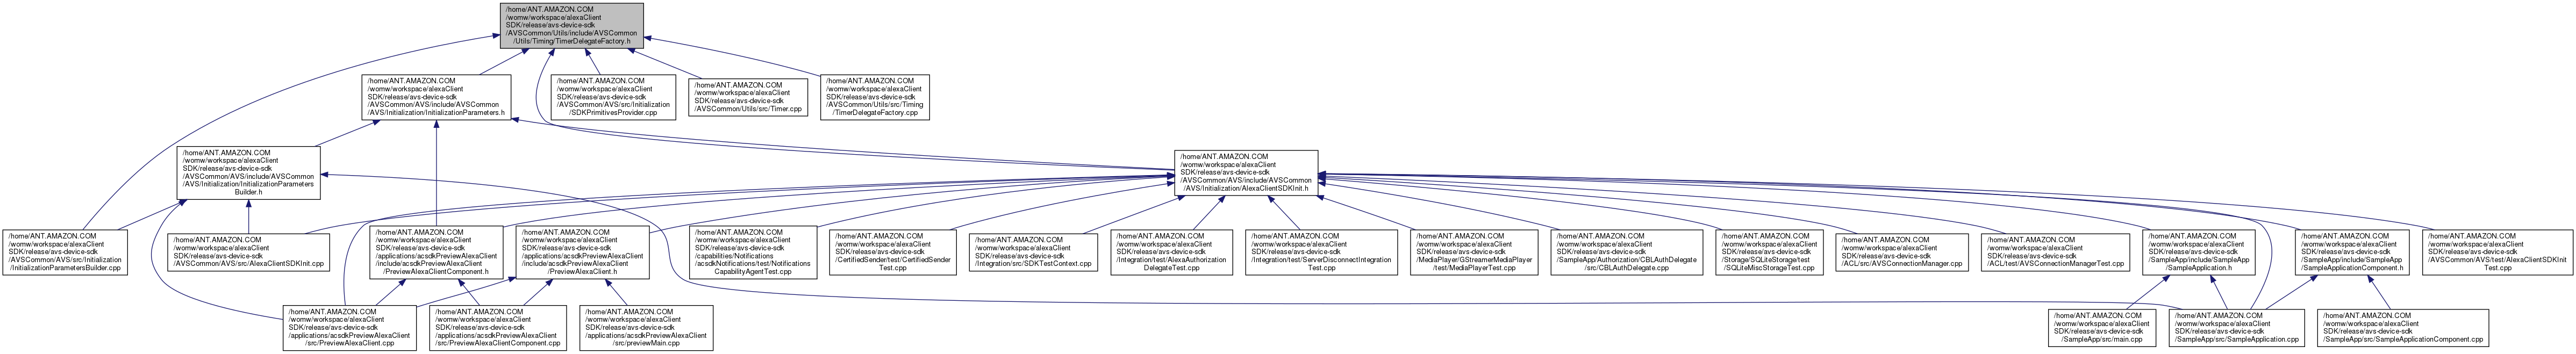 /home/ANT.AMAZON.COM
/womw/workspace/alexaClient
SDK/release/avs-device-sdk
/AVSCommon/Utils/include/AVSCommon
/Utils/Timing/TimerDelegateFactory.h
/home/ANT.AMAZON.COM
/womw/workspace/alexaClient
SDK/release/avs-device-sdk
/AVSCommon/AVS/include/AVSCommon
/AVS/Initialization/InitializationParameters.h
/home/ANT.AMAZON.COM
/womw/workspace/alexaClient
SDK/release/avs-device-sdk
/AVSCommon/AVS/src/Initialization
/SDKPrimitivesProvider.cpp
/home/ANT.AMAZON.COM
/womw/workspace/alexaClient
SDK/release/avs-device-sdk
/AVSCommon/Utils/src/Timer.cpp
/home/ANT.AMAZON.COM
/womw/workspace/alexaClient
SDK/release/avs-device-sdk
/AVSCommon/Utils/src/Timing
/TimerDelegateFactory.cpp
/home/ANT.AMAZON.COM
/womw/workspace/alexaClient
SDK/release/avs-device-sdk
/AVSCommon/AVS/include/AVSCommon
/AVS/Initialization/InitializationParameters
Builder.h
/home/ANT.AMAZON.COM
/womw/workspace/alexaClient
SDK/release/avs-device-sdk
/AVSCommon/AVS/include/AVSCommon
/AVS/Initialization/AlexaClientSDKInit.h
/home/ANT.AMAZON.COM
/womw/workspace/alexaClient
SDK/release/avs-device-sdk
/AVSCommon/AVS/src/Initialization
/InitializationParametersBuilder.cpp
/home/ANT.AMAZON.COM
/womw/workspace/alexaClient
SDK/release/avs-device-sdk
/AVSCommon/AVS/src/AlexaClientSDKInit.cpp
/home/ANT.AMAZON.COM
/womw/workspace/alexaClient
SDK/release/avs-device-sdk
/applications/acsdkPreviewAlexaClient
/include/acsdkPreviewAlexaClient
/PreviewAlexaClientComponent.h
/home/ANT.AMAZON.COM
/womw/workspace/alexaClient
SDK/release/avs-device-sdk
/applications/acsdkPreviewAlexaClient
/include/acsdkPreviewAlexaClient
/PreviewAlexaClient.h
/home/ANT.AMAZON.COM
/womw/workspace/alexaClient
SDK/release/avs-device-sdk
/capabilities/Notifications
/acsdkNotifications/test/Notifications
CapabilityAgentTest.cpp
/home/ANT.AMAZON.COM
/womw/workspace/alexaClient
SDK/release/avs-device-sdk
/CertifiedSender/test/CertifiedSender
Test.cpp
/home/ANT.AMAZON.COM
/womw/workspace/alexaClient
SDK/release/avs-device-sdk
/Integration/src/SDKTestContext.cpp
/home/ANT.AMAZON.COM
/womw/workspace/alexaClient
SDK/release/avs-device-sdk
/Integration/test/AlexaAuthorization
DelegateTest.cpp
/home/ANT.AMAZON.COM
/womw/workspace/alexaClient
SDK/release/avs-device-sdk
/Integration/test/ServerDisconnectIntegration
Test.cpp
/home/ANT.AMAZON.COM
/womw/workspace/alexaClient
SDK/release/avs-device-sdk
/MediaPlayer/GStreamerMediaPlayer
/test/MediaPlayerTest.cpp
/home/ANT.AMAZON.COM
/womw/workspace/alexaClient
SDK/release/avs-device-sdk
/SampleApp/Authorization/CBLAuthDelegate
/src/CBLAuthDelegate.cpp
/home/ANT.AMAZON.COM
/womw/workspace/alexaClient
SDK/release/avs-device-sdk
/Storage/SQLiteStorage/test
/SQLiteMiscStorageTest.cpp
/home/ANT.AMAZON.COM
/womw/workspace/alexaClient
SDK/release/avs-device-sdk
/ACL/src/AVSConnectionManager.cpp
/home/ANT.AMAZON.COM
/womw/workspace/alexaClient
SDK/release/avs-device-sdk
/ACL/test/AVSConnectionManagerTest.cpp
/home/ANT.AMAZON.COM
/womw/workspace/alexaClient
SDK/release/avs-device-sdk
/SampleApp/include/SampleApp
/SampleApplication.h
/home/ANT.AMAZON.COM
/womw/workspace/alexaClient
SDK/release/avs-device-sdk
/SampleApp/include/SampleApp
/SampleApplicationComponent.h
/home/ANT.AMAZON.COM
/womw/workspace/alexaClient
SDK/release/avs-device-sdk
/AVSCommon/AVS/test/AlexaClientSDKInit
Test.cpp
/home/ANT.AMAZON.COM
/womw/workspace/alexaClient
SDK/release/avs-device-sdk
/applications/acsdkPreviewAlexaClient
/src/PreviewAlexaClient.cpp
/home/ANT.AMAZON.COM
/womw/workspace/alexaClient
SDK/release/avs-device-sdk
/applications/acsdkPreviewAlexaClient
/src/PreviewAlexaClientComponent.cpp
/home/ANT.AMAZON.COM
/womw/workspace/alexaClient
SDK/release/avs-device-sdk
/applications/acsdkPreviewAlexaClient
/src/previewMain.cpp
/home/ANT.AMAZON.COM
/womw/workspace/alexaClient
SDK/release/avs-device-sdk
/SampleApp/src/main.cpp
/home/ANT.AMAZON.COM
/womw/workspace/alexaClient
SDK/release/avs-device-sdk
/SampleApp/src/SampleApplication.cpp
/home/ANT.AMAZON.COM
/womw/workspace/alexaClient
SDK/release/avs-device-sdk
/SampleApp/src/SampleApplicationComponent.cpp